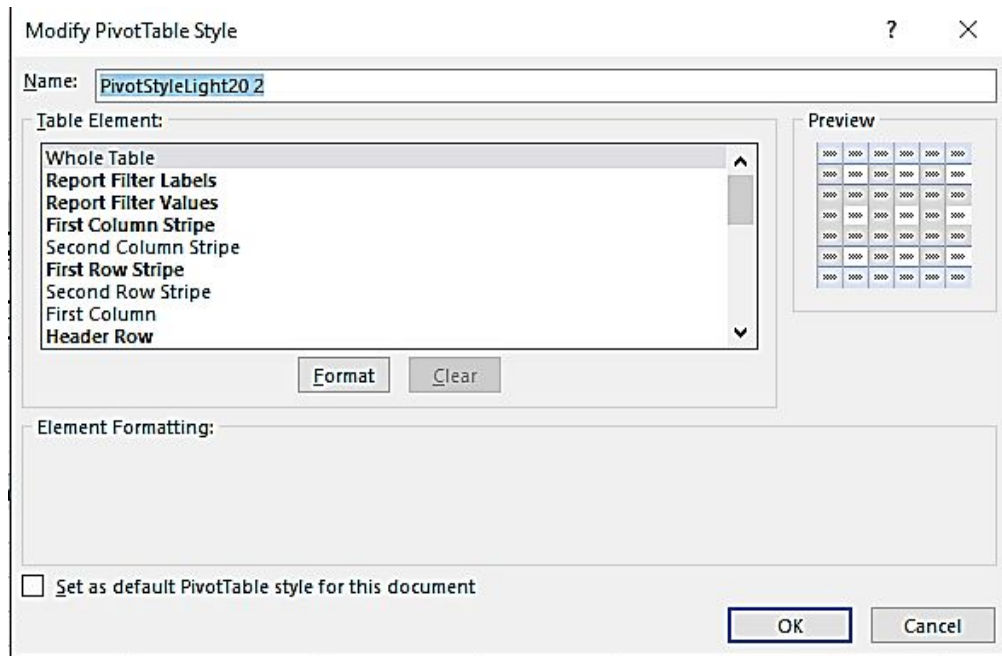 Modify PivotTable Style
?
Name: PivotStyleLight20 2
Table Element:
Whole Table
Report Filter Labels
Report Filter Values
First Column Stripe
Second Column Stripe
First Row Stripe
Second Row Stripe
First Column
Header Row
Format Clear
Preview
Element Formatting:
Set as default PivotTable style for this document
OK Cancel